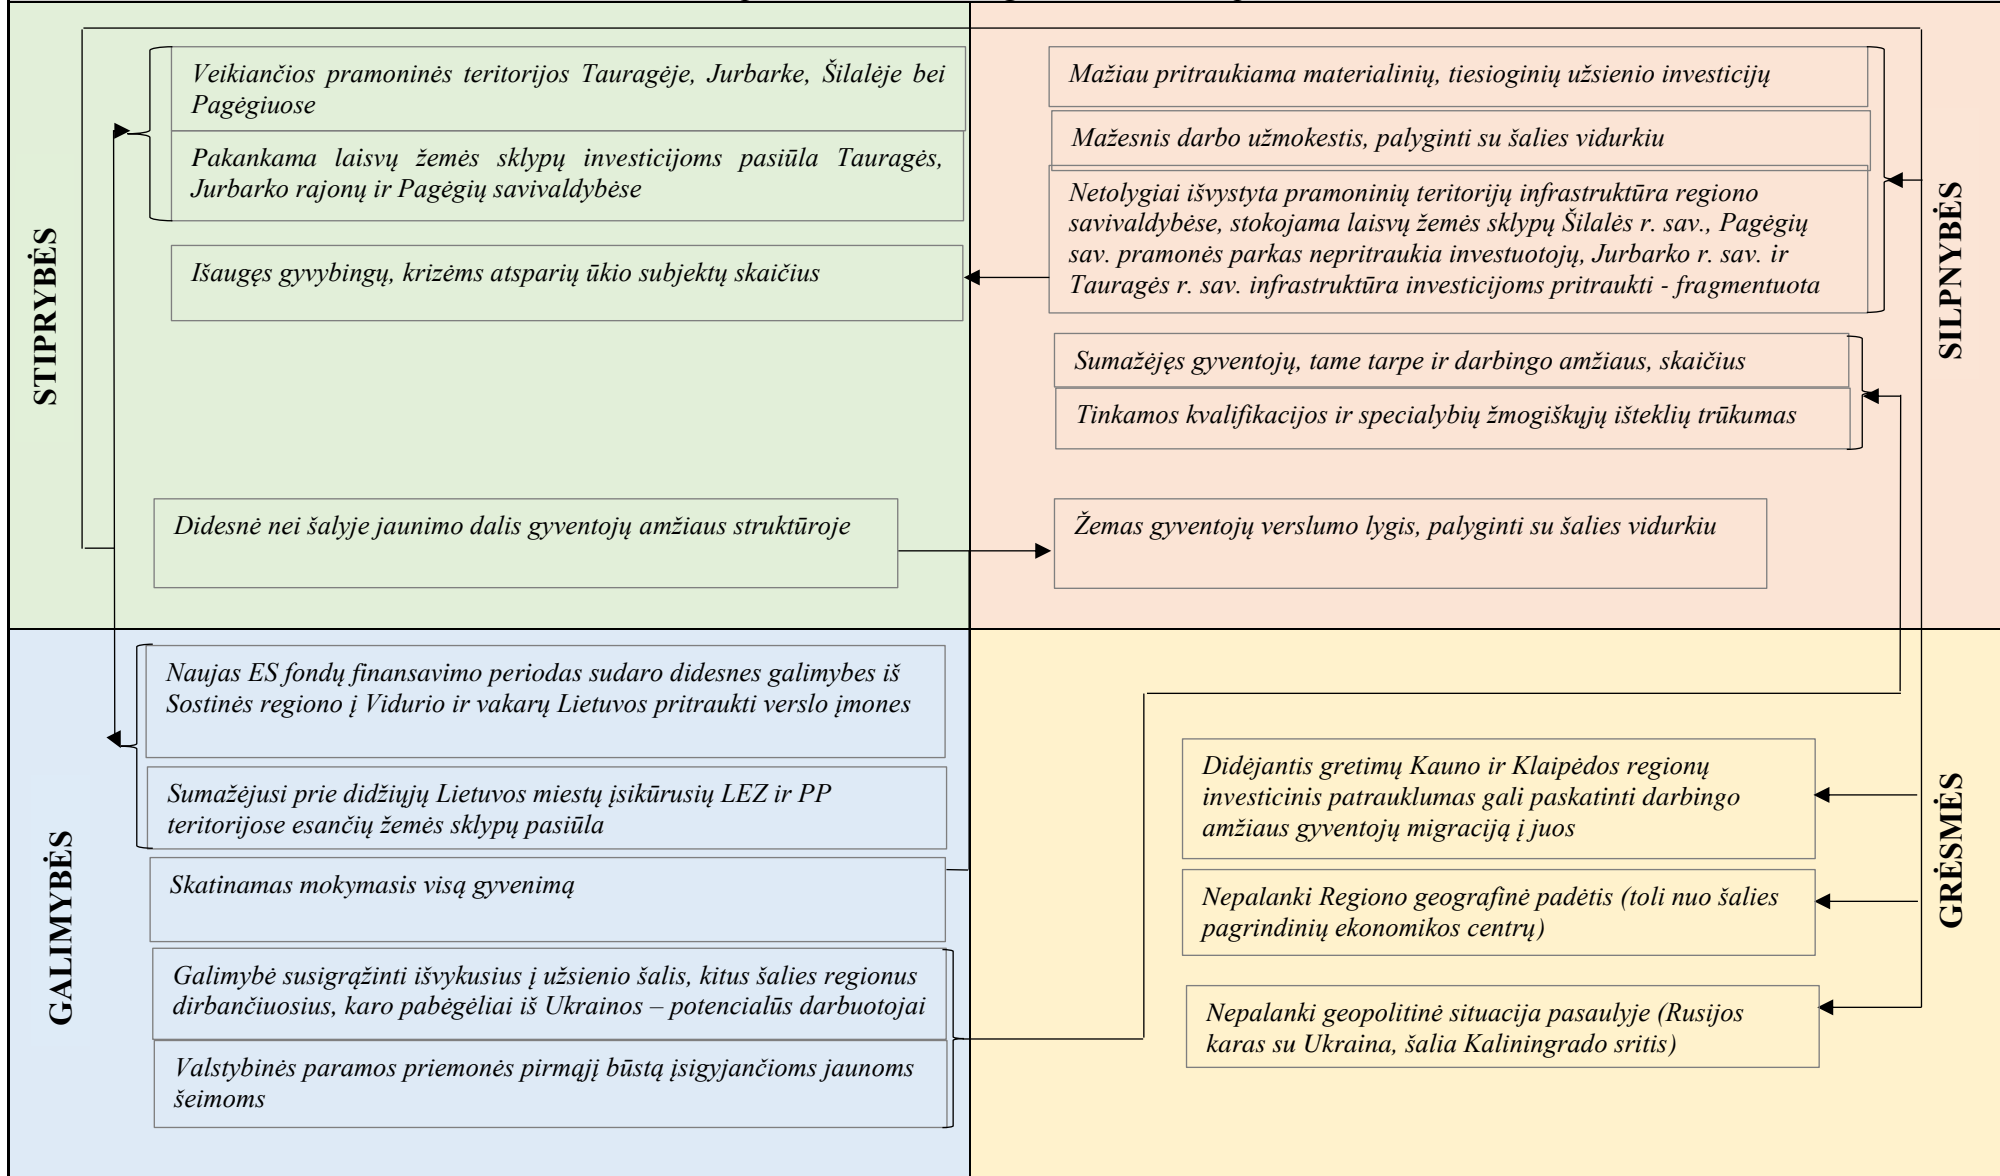 STIPRYBĖS
Veikiančios pramoninės teritorijos Tauragėje, Jurbarke, Šilalėje bei
Pagėgiuose
Pakankama laisvų žemės sklypų investicijoms pasiūla Tauragės,
Jurbarko rajonų ir Pagėgių savivaldybėse
Išaugęs gyvybingų, krizėms atsparių ūkio subjektų skaičius
Didesnė nei šalyje jaunimo dalis gyventojų amžiaus struktūroje
SILPNYBĖS
Mažiau pritraukiama materialinių, tiesioginių užsienio investicijų
Mažesnis darbo užmokestis, palyginti su šalies vidurkiu
Netolygiai išvystyta pramoninių teritorijų infrastruktūra regiono
savivaldybėse, stokojama laisvų žemės sklypų Šilalės r. sav., Pagėgių
sav. pramonės parkas nepritraukia investuotojų, Jurbarko r. sav. ir
Tauragės r. sav. infrastruktūra investicijoms pritraukti - fragmentuota
Sumažėjęs gyventojų, tame tarpe ir darbingo amžiaus, skaičius
Tinkamos kvalifikacijos ir specialybių žmogiškųjų išteklių trūkumas
Žemas gyventojų verslumo lygis, palyginti su šalies vidurkiu
GALIMYBĖS
Naujas ES fondų finansavimo periodas sudaro didesnes galimybes iš
Sostinės regiono į Vidurio ir vakarų Lietuvos pritraukti verslo įmones
Sumažėjusi prie didžiųjų Lietuvos miestų įsikūrusių LEZ ir PP
teritorijose esančių žemės sklypų pasiūla
Skatinamas mokymasis visą gyvenimą
Galimybė susigrąžinti išvykusius į užsienio šalis, kitus šalies regionus
dirbančiuosius, karo pabėgėliai iš Ukrainos – potencialūs darbuotojai
Valstybinės paramos priemonės pirmąjį būstą įsigyjančioms jaunoms
šeimoms
GRĖSMĖS
Didėjantis gretimų Kauno ir Klaipėdos regionų
investicinis patrauklumas gali paskatinti darbingo
amžiaus gyventojų migraciją į juos
Nepalanki Regiono geografinė padėtis (toli nuo šalies
pagrindinių ekonomikos centrų)
Nepalanki geopolitinė situacija pasaulyje (Rusijos
karas su Ukraina, šalia Kaliningrado sritis)